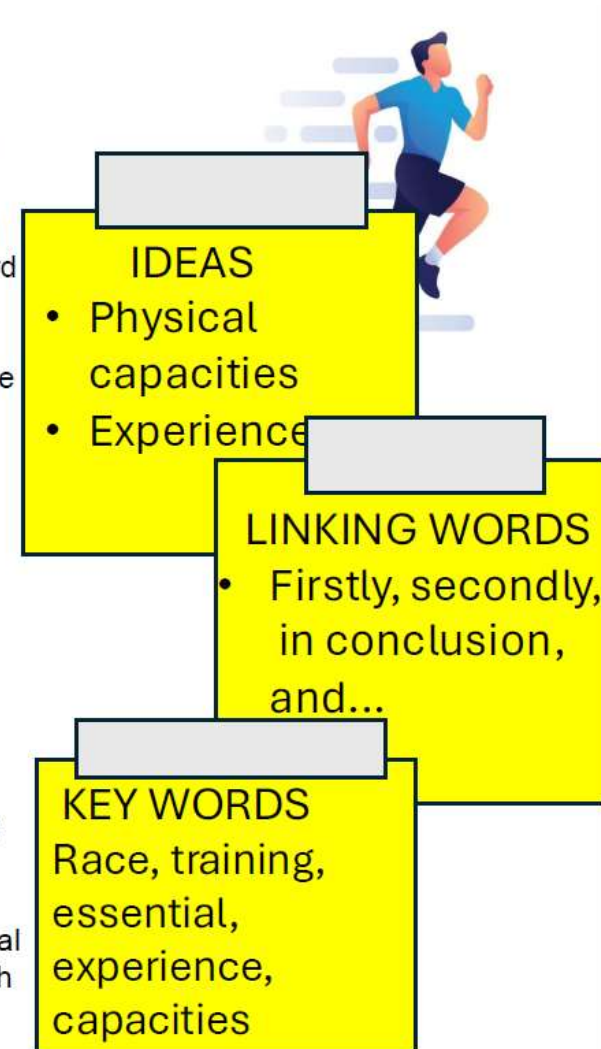 IDEAS
• Physical
capacities
• Experience
LINKING WORDS
• Firstly, secondly,
in conclusion,
and...
KEY WORDS
Race, training,
essential,
experience,
capacities